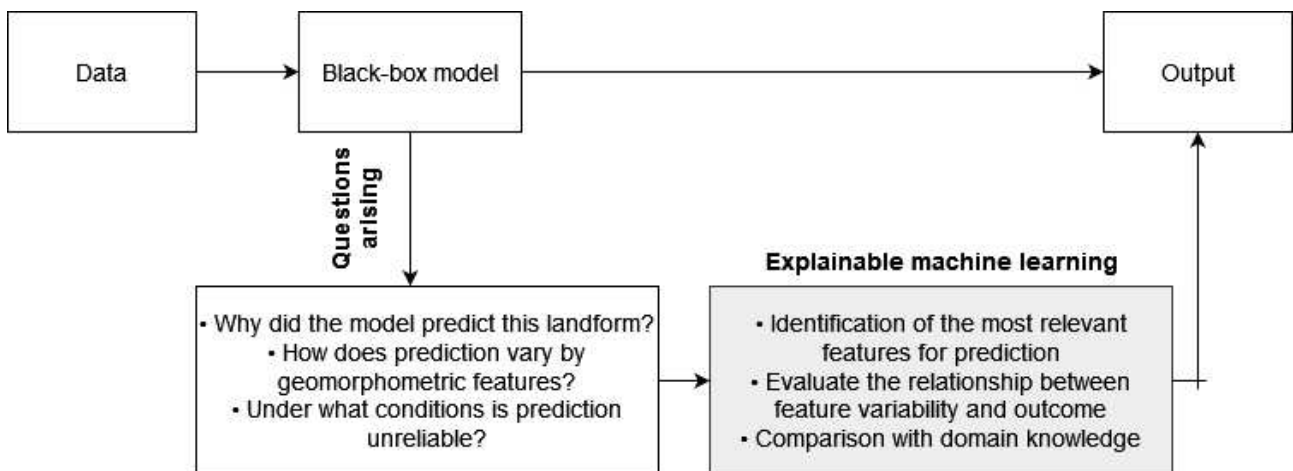 Data
Black-box model
Output
Questions
arising
Explainable machine learning
• Why did the model predict this landform?
• How does prediction vary by
geomorphometric features?
• Under what conditions is prediction
unreliable?
• Identification of the most relevant
features for prediction
• Evaluate the relationship between
feature variability and outcome
• Comparison with domain knowledge